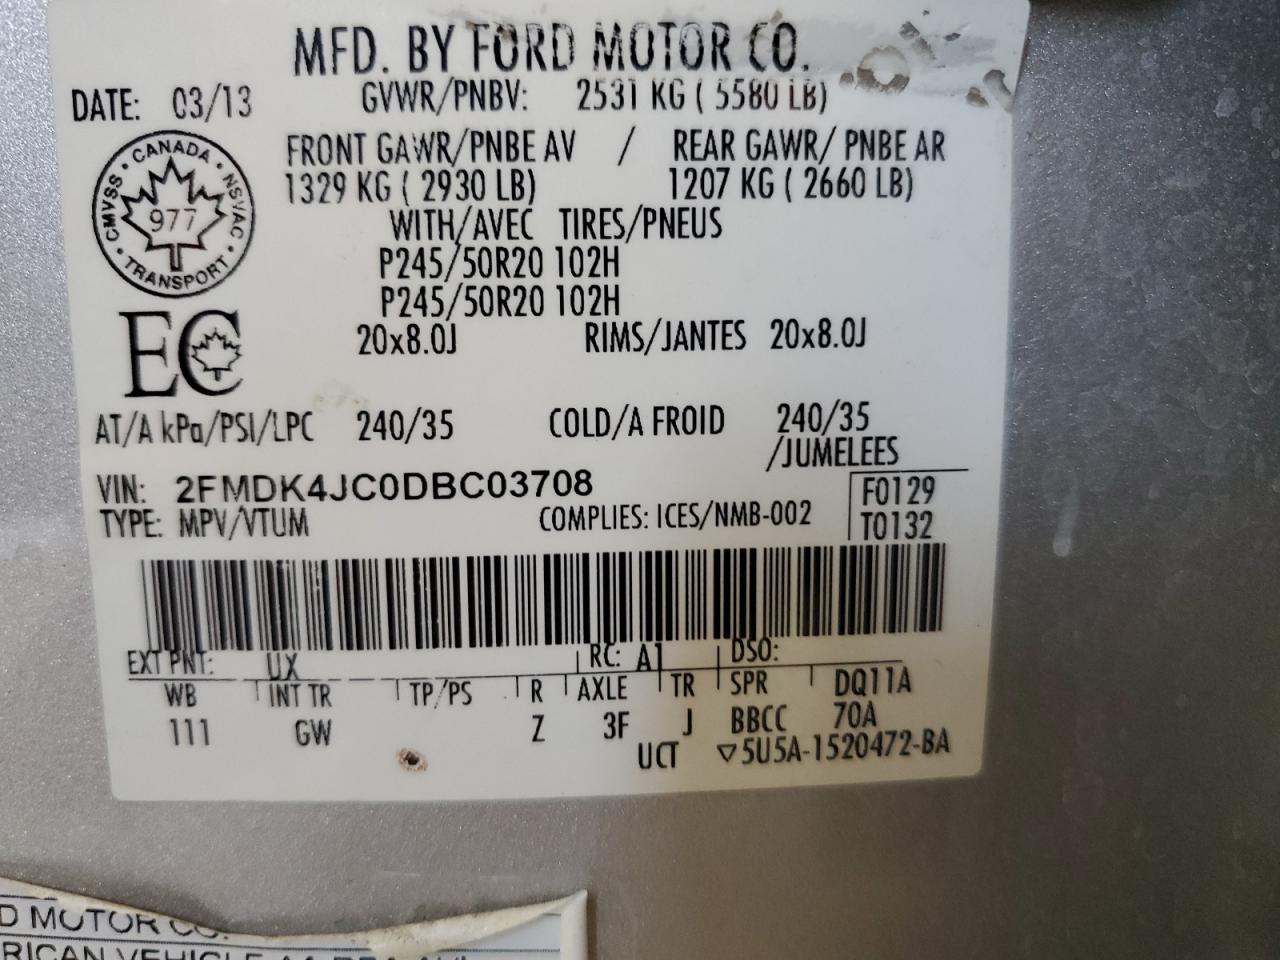 MFD. BY FORD MOTOR CO.
DATE: 03/13 GVWR/PNBV: 2531 KG ( 5580 LB)
FRONT GAWR/PNBE AV / REAR GAWR/ PNBE AR
1329 KG ( 2930 LB) 1207 KG ( 2660 LB)
WITH/AVEC TIRES/PNEUS
P245/50R20 102H
P245/50R20 102H
20x8.0J RIMS/JANTES 20x8.0J
CANADA
CMVSS 977 NSVAC
TRANSPORT
EC
AT/A kPa/PSI/LPC 240/35 COLD/A FROID 240/35
/JUMELEES
VIN: 2FMDK4JC0DBC03708 F0129
TYPE: MPV/VTUM COMPLIES: ICES/NMB-002 T0132
EXT PNT: UX RC: A1 DSO:
WB INT TR TP/PS R AXLE TR SPR DQ11A
111 GW Z 3F J BBCC 70A
UCT ▽5U5A-1520472-BA
D MOTOR CO.
RICAN VEHICLE